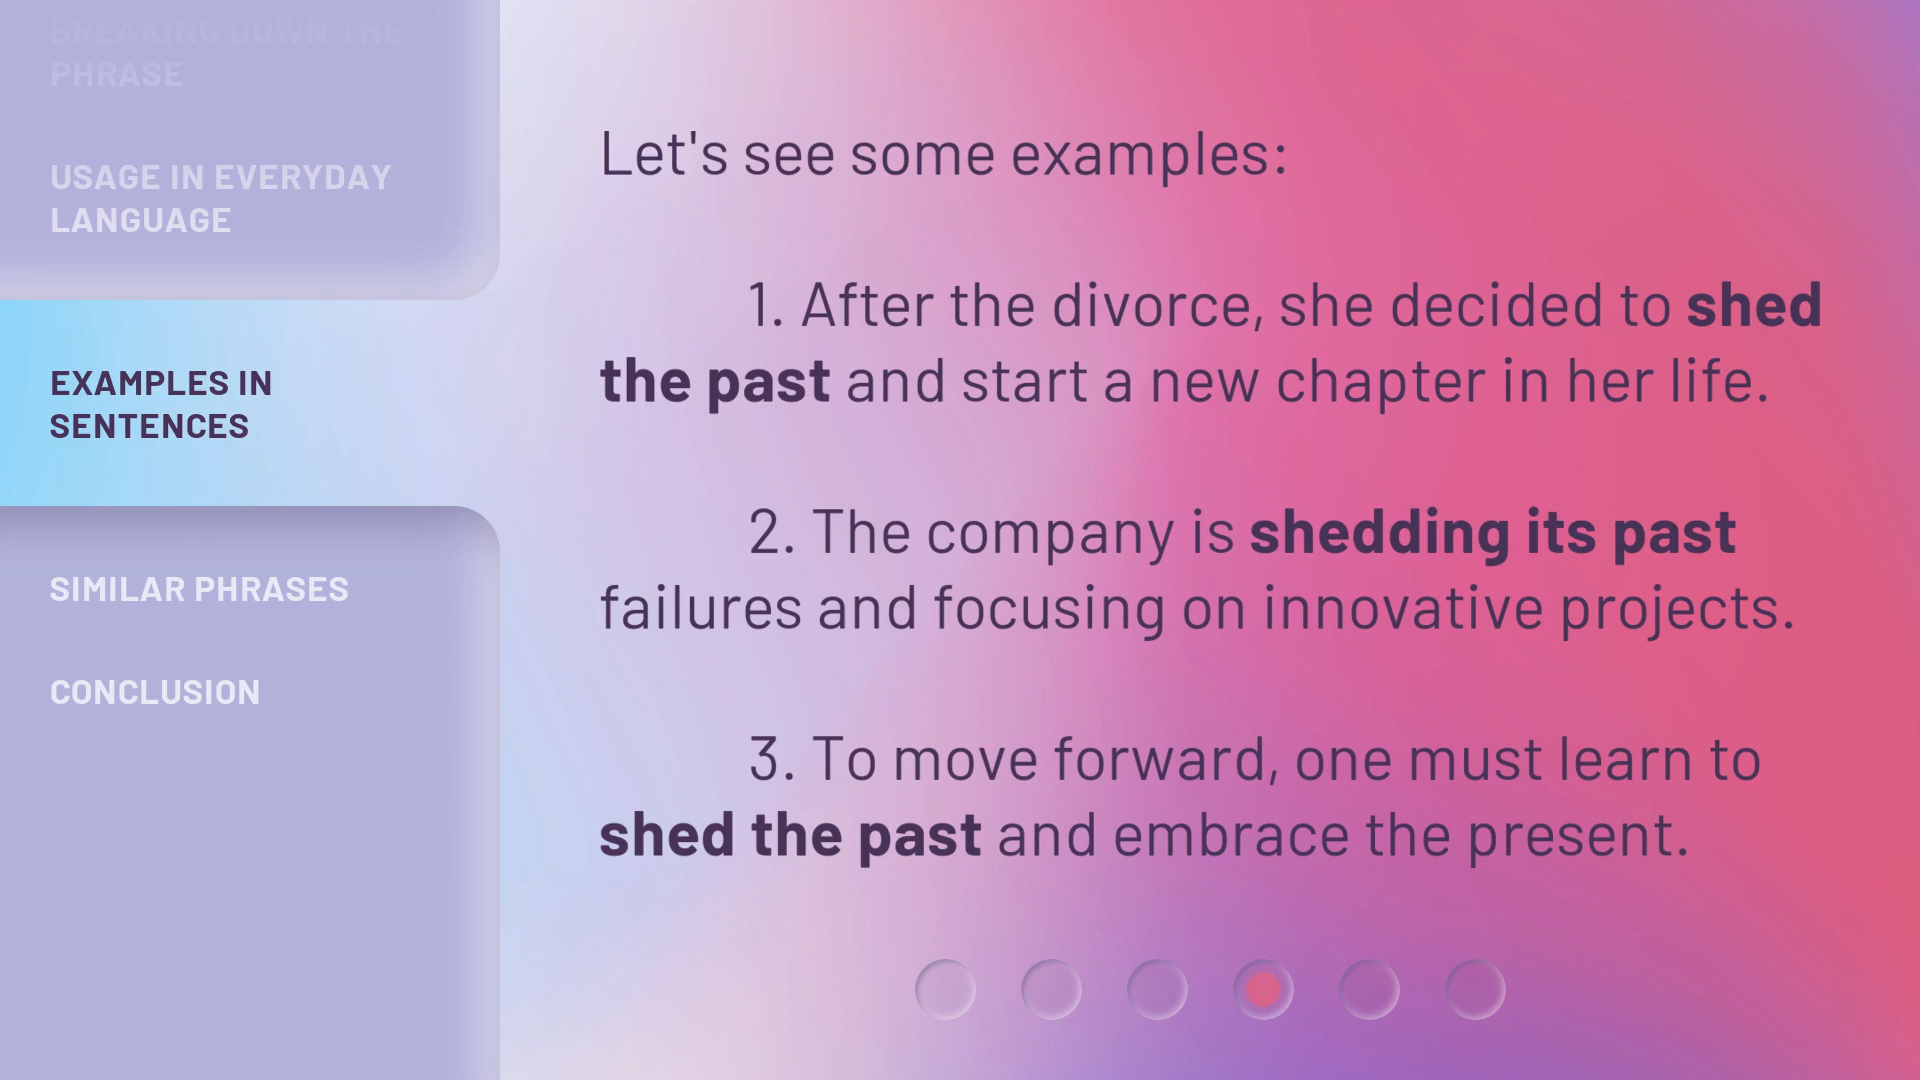 BREAKING DOWN THE
PHRASE
USAGE IN EVERYDAY
LANGUAGE
EXAMPLES IN
SENTENCES
SIMILAR PHRASES
CONCLUSION
Let's see some examples:
1. After the divorce, she decided to shed
the past and start a new chapter in her life.
2. The company is shedding its past
failures and focusing on innovative projects.
3. To move forward, one must learn to
shed the past and embrace the present.